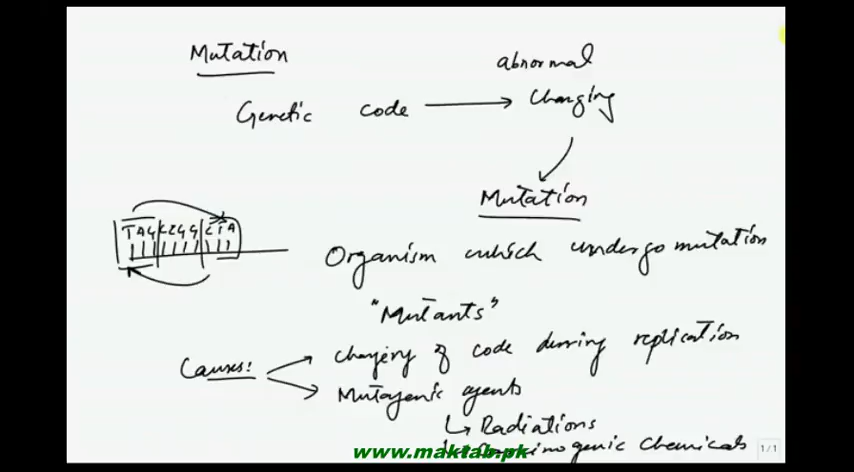 Mutation
abnormal
Genetic code → Changing
Mutation
Organism which undergo mutation
"Mutants"
Causes:
Changing of code during replication
Mutagenic agents
Radiations
Carcinogenic Chemicals
www.maktab.pk
1/1